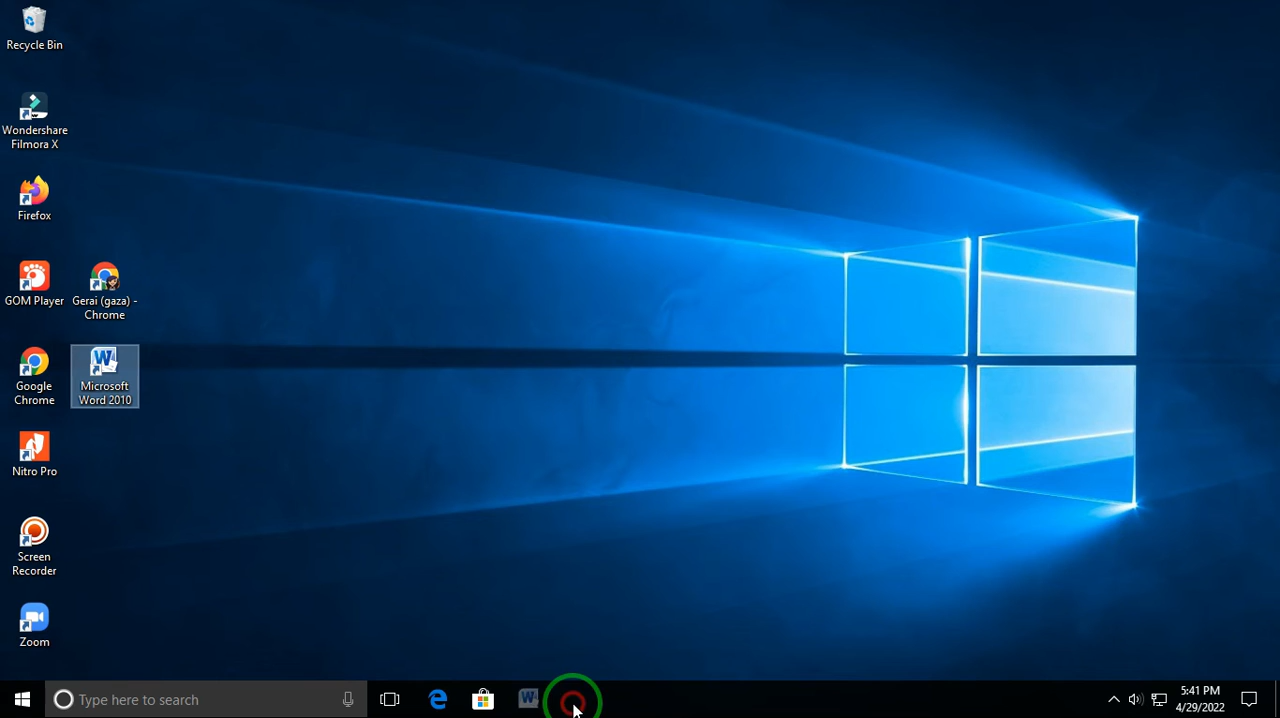 Recycle Bin
Wondershare
Filmora X
Firefox
GOM Player
Gerai (gaza) -
Chrome
Google
Chrome
Microsoft
Word 2010
Nitro Pro
Screen
Recorder
Zoom
Type here to search
5:41 PM
4/29/2022